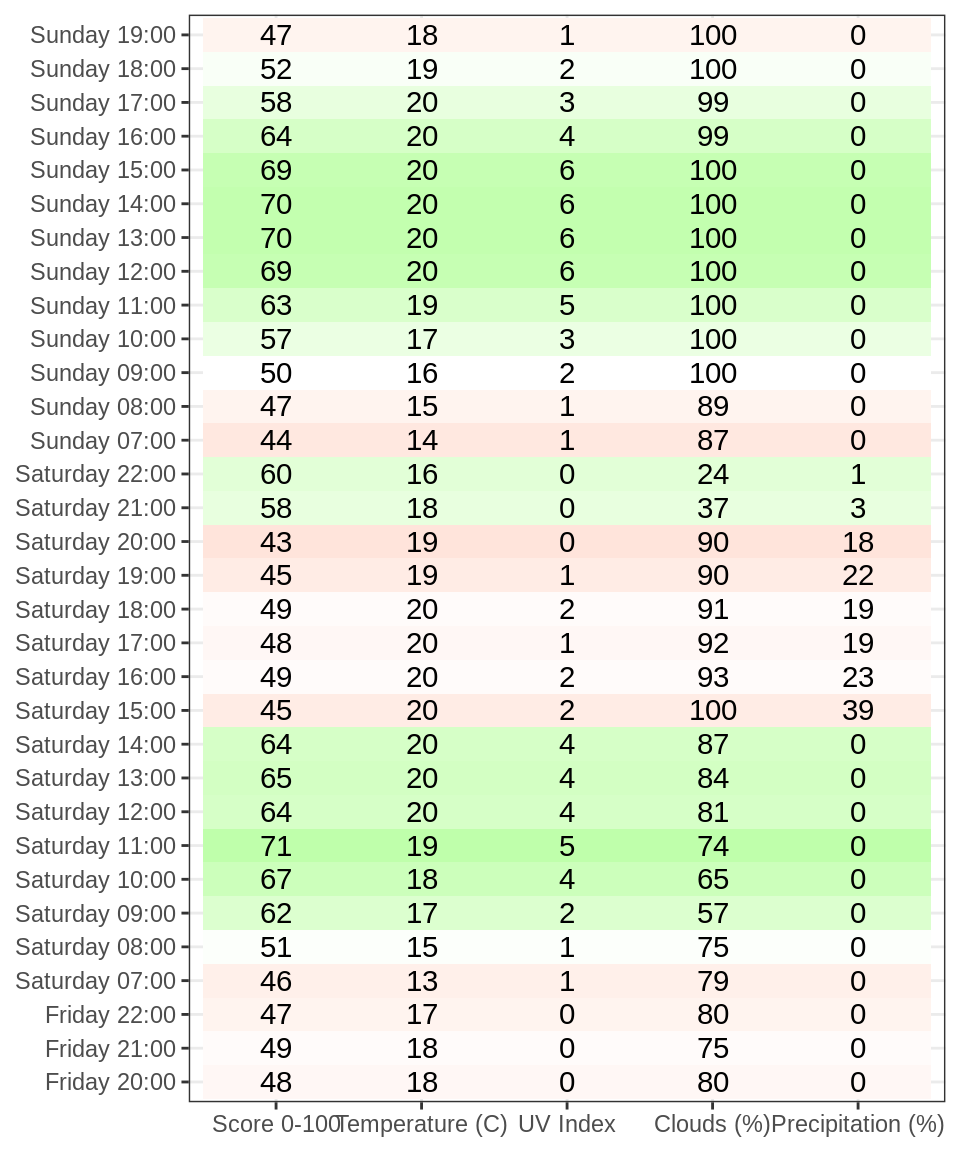 Sunday 19:00 47 18 1 100 0
Sunday 18:00 52 19 2 100 0
Sunday 17:00 58 20 3 99 0
Sunday 16:00 64 20 4 99 0
Sunday 15:00 69 20 6 100 0
Sunday 14:00 70 20 6 100 0
Sunday 13:00 70 20 6 100 0
Sunday 12:00 69 20 6 100 0
Sunday 11:00 63 19 5 100 0
Sunday 10:00 57 17 3 100 0
Sunday 09:00 50 16 2 100 0
Sunday 08:00 47 15 1 89 0
Sunday 07:00 44 14 1 87 0
Saturday 22:00 60 16 0 24 1
Saturday 21:00 58 18 0 37 3
Saturday 20:00 43 19 0 90 18
Saturday 19:00 45 19 1 90 22
Saturday 18:00 49 20 2 91 19
Saturday 17:00 48 20 1 92 19
Saturday 16:00 49 20 2 93 23
Saturday 15:00 45 20 2 100 39
Saturday 14:00 64 20 4 87 0
Saturday 13:00 65 20 4 84 0
Saturday 12:00 64 20 4 81 0
Saturday 11:00 71 19 5 74 0
Saturday 10:00 67 18 4 65 0
Saturday 09:00 62 17 2 57 0
Saturday 08:00 51 15 1 75 0
Saturday 07:00 46 13 1 79 0
Friday 22:00 47 17 0 80 0
Friday 21:00 49 18 0 75 0
Friday 20:00 48 18 0 80 0
Score 0-100 Temperature (C) UV Index Clouds (%) Precipitation (%)